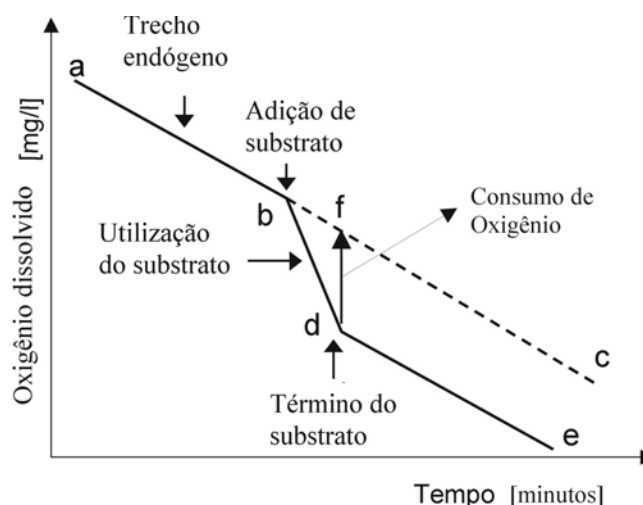 Trecho
endógeno
a
Adição de
substrato
b
f
Consumo de
Oxigênio
Utilização
do substrato
d
c
Término do
substrato
e
Oxigênio dissolvido [mg/l]
Tempo [minutos]